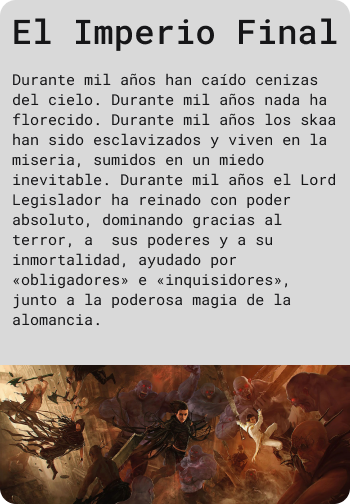 El Imperio Final
Durante mil años han caído cenizas
del cielo. Durante mil años nada ha
florecido. Durante mil años los skaa
han sido esclavizados y viven en la
miseria, sumidos en un miedo
inevitable. Durante mil años el Lord
Legislador ha reinado con poder
absoluto, dominando gracias al
terror, a  sus poderes y a su
inmortalidad, ayudado por
«obligadores» e «inquisidores»,
junto a la poderosa magia de la
alomancia.